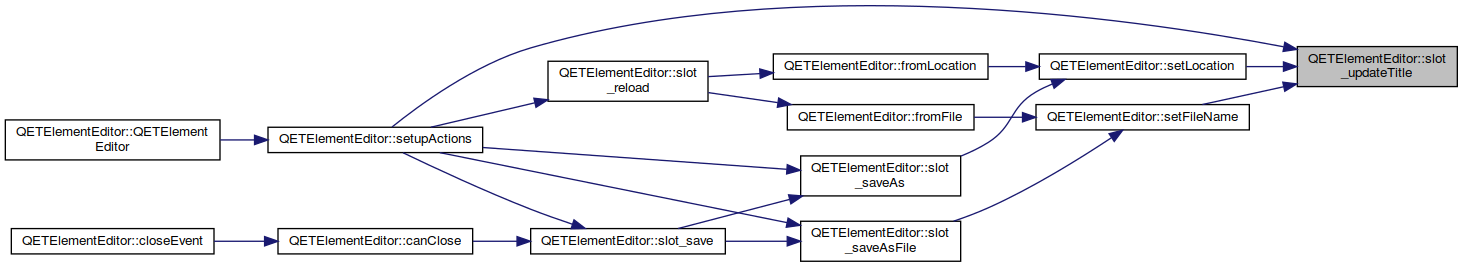 QETElementEditor::slot
_updateTitle
QETElementEditor::setLocation
QETElementEditor::fromLocation
QETElementEditor::slot
_reload
QETElementEditor::setFileName
QETElementEditor::fromFile
QETElementEditor::QETElement
Editor
QETElementEditor::setupActions
QETElementEditor::slot
_saveAs
QETElementEditor::slot
_saveAsFile
QETElementEditor::slot_save
QETElementEditor::canClose
QETElementEditor::closeEvent